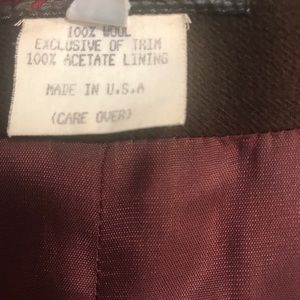 100% WOOL
EXCLUSIVE OF TRIM
100% ACETATE LINING
MADE IN U.S.A
(CARE OVER)